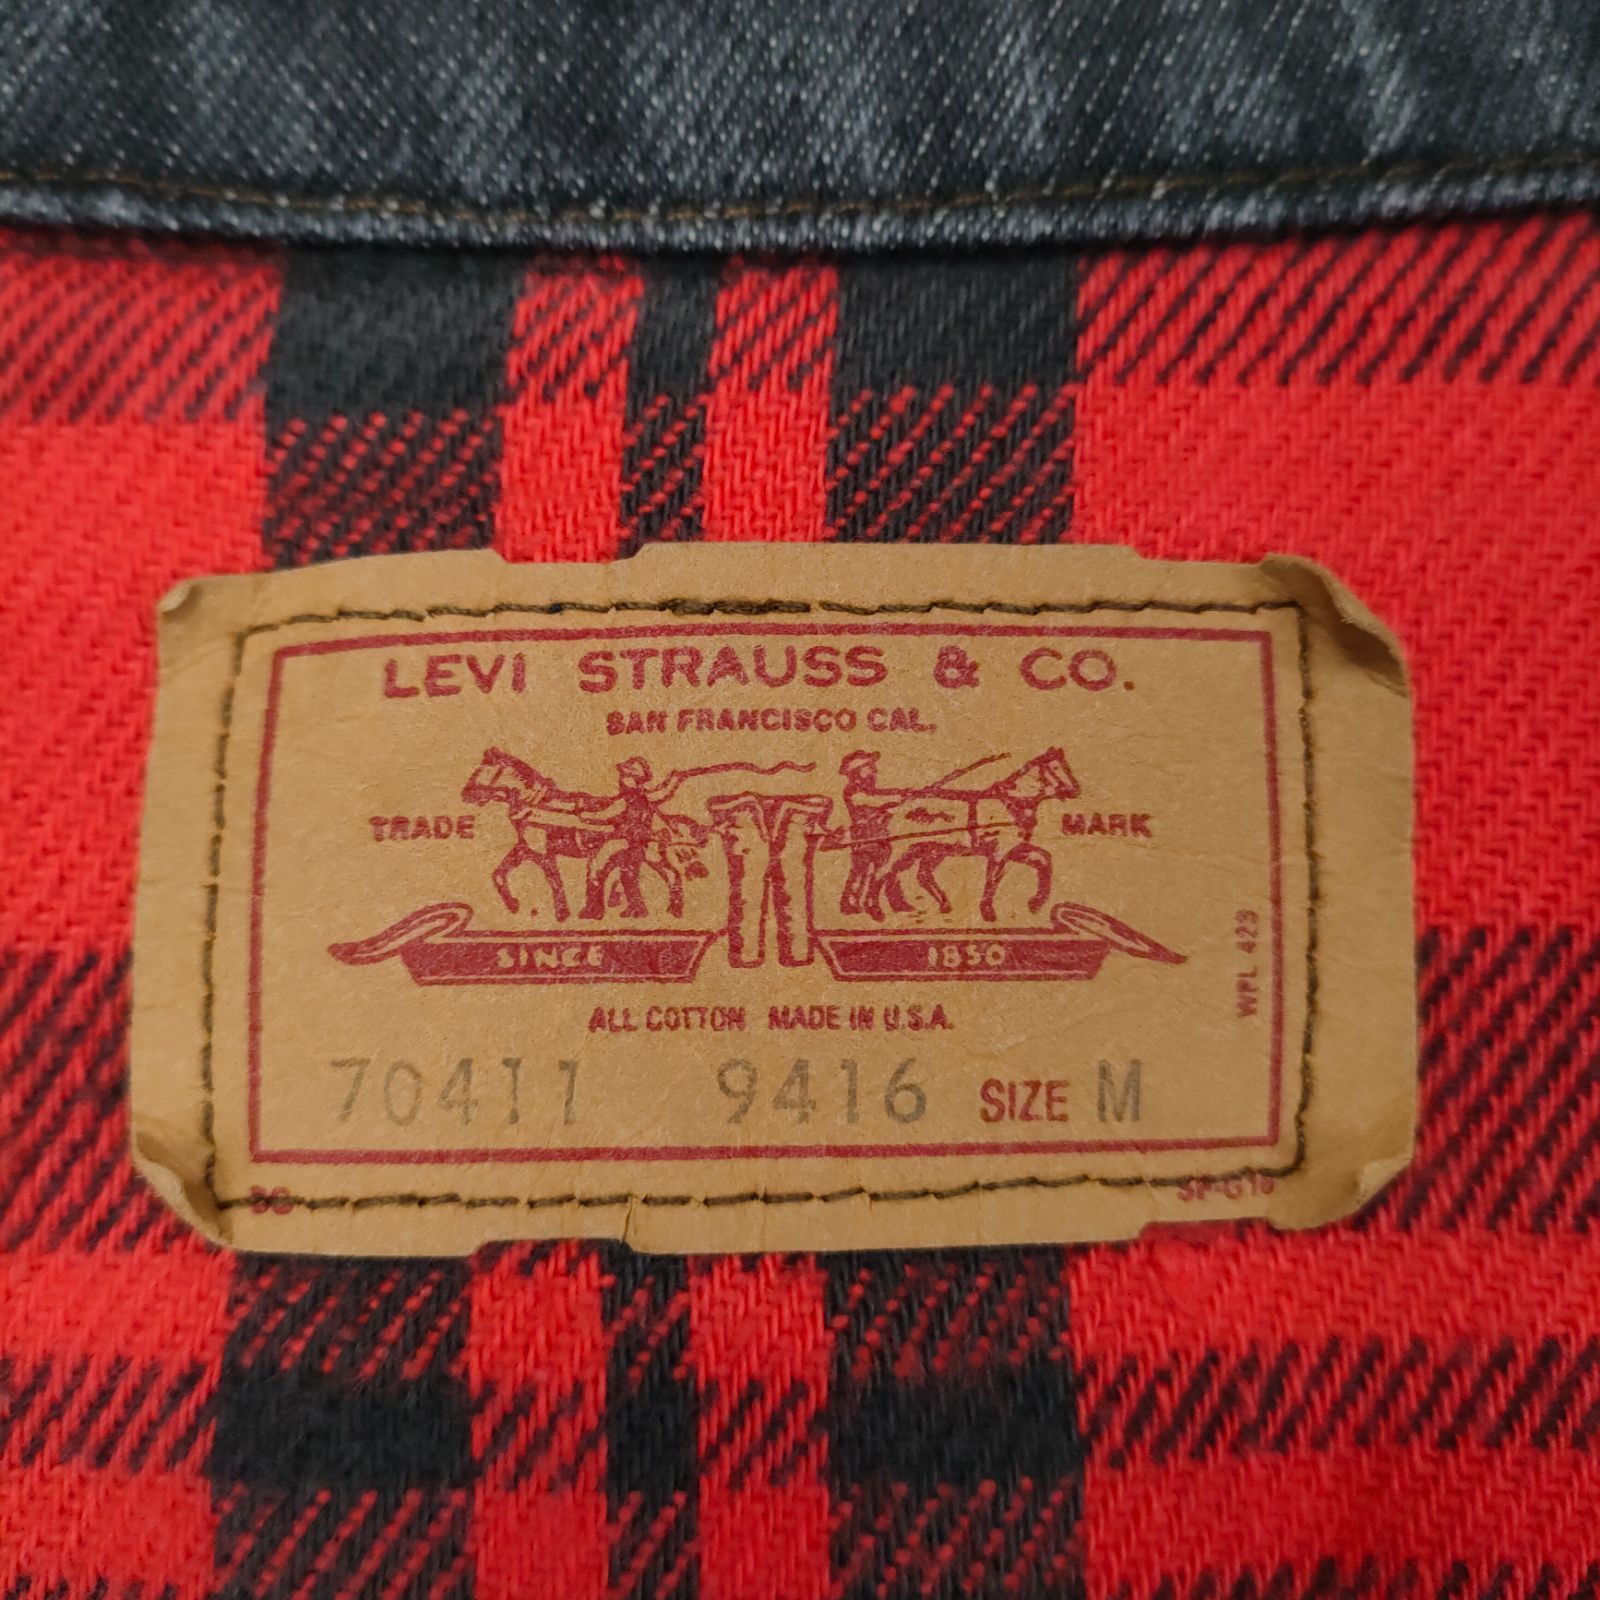 LEVI STRAUSS & CO.
SAN FRANCISCO CAL.
TRADE MARK
SINCE 1850
WPL 423
ALL COTTON MADE IN U.S.A.
70411 9416 SIZE M